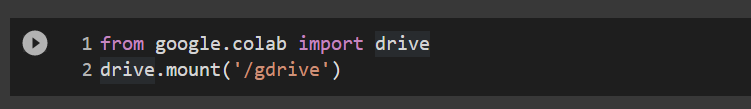 1 from google.colab import drive
2 drive.mount('/gdrive')